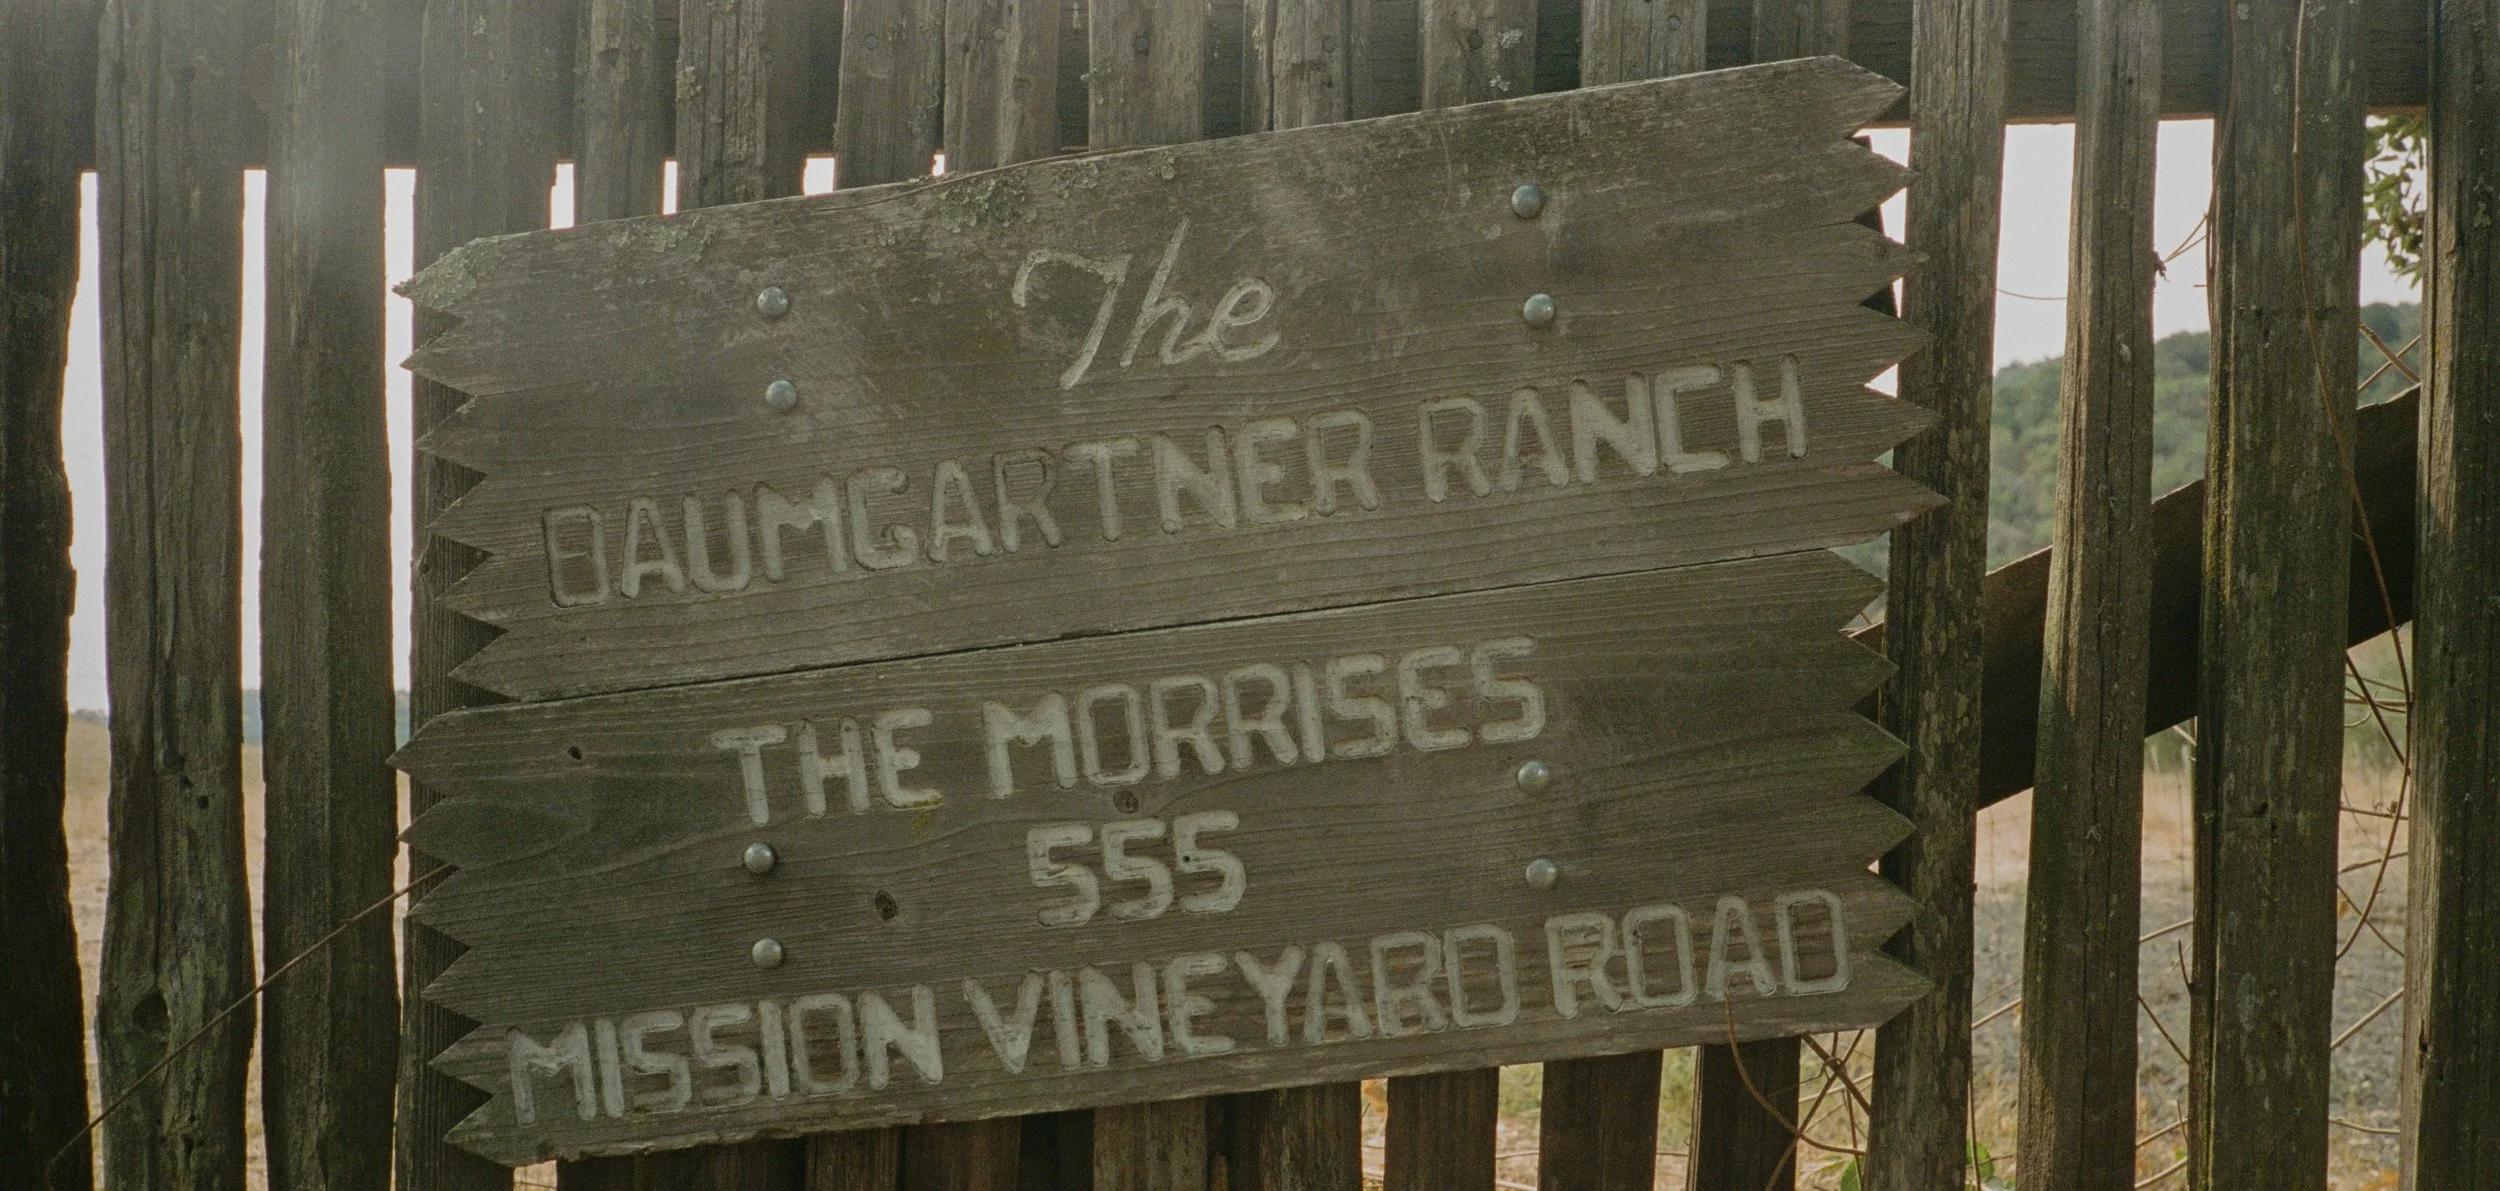 The
BAUMGARTNER RANCH
THE MORRISES
555
MISSION VINEYARD ROAD